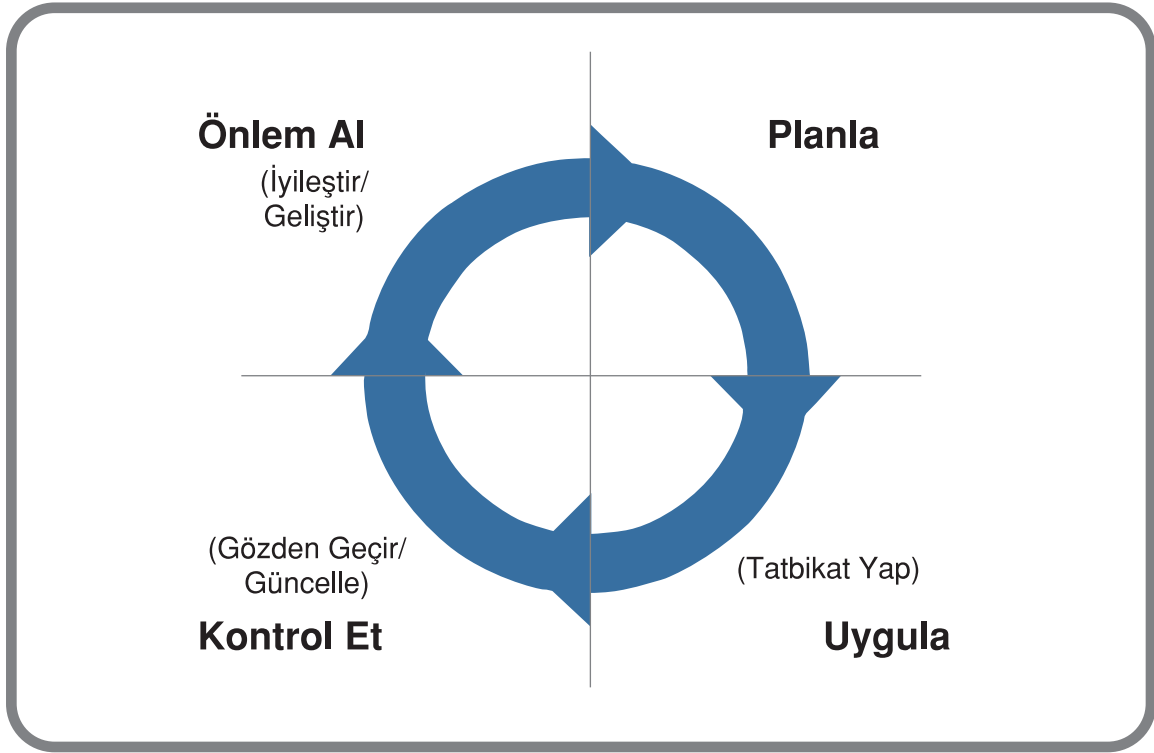 Önlem Al
(İyileştir/
Geliştir)
Planla
(Gözden Geçir/
Güncelle)
Kontrol Et
(Tatbikat Yap)
Uygula